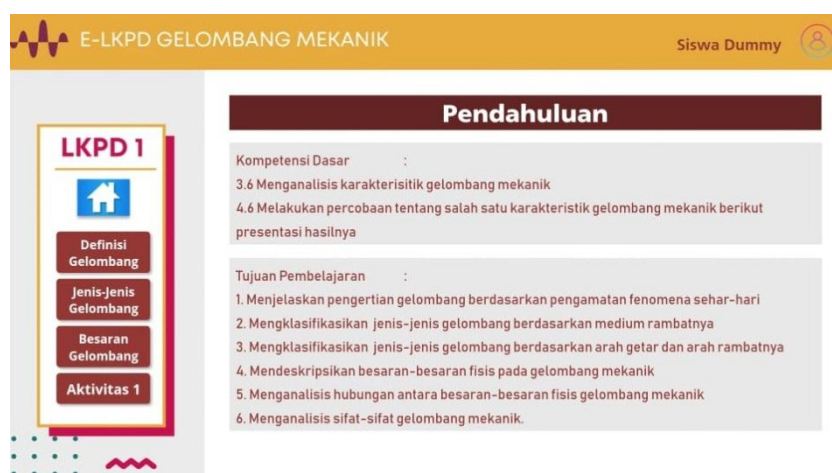 E-LKPD GELOMBANG MEKANIK
Siswa Dummy
LKPD 1
Definisi
Gelombang
Jenis-Jenis
Gelombang
Besaran
Gelombang
Aktivitas 1
Pendahuluan
Kompetensi Dasar :
3.6 Menganalisis karakterisitik gelombang mekanik
4.6 Melakukan percobaan tentang salah satu karakteristik gelombang mekanik berikut
presentasi hasilnya
Tujuan Pembelajaran :
1. Menjelaskan pengertian gelombang berdasarkan pengamatan fenomena sehar-hari
2. Mengklasifikasikan jenis-jenis gelombang berdasarkan medium rambatnya
3. Mengklasifikasikan jenis-jenis gelombang berdasarkan arah getar dan arah rambatnya
4. Mendeskripsikan besaran-besaran fisis pada gelombang mekanik
5. Menganalisis hubungan antara besaran-besaran fisis gelombang mekanik
6. Menganalisis sifat-sifat gelombang mekanik.